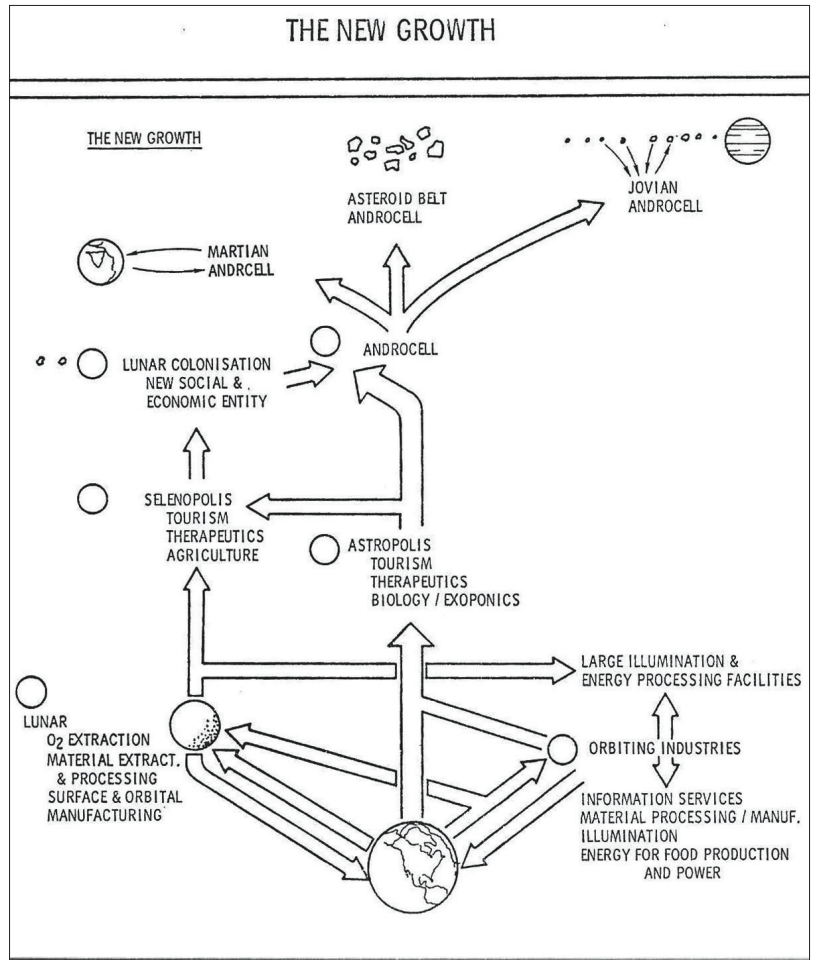 THE NEW GROWTH
THE NEW GROWTH
ASTEROID BELT
ANDROCELL
JOVIAN
ANDROCELL
MARTIAN
ANDRCELL
ANDROCELL
LUNAR COLONISATION
NEW SOCIAL &
ECONOMIC ENTITY
SELENOPOLIS
TOURISM
THERAPEUTICS
AGRICULTURE
ASTROPOLIS
TOURISM
THERAPEUTICS
BIOLOGY / EXOPONICS
LARGE ILLUMINATION &
ENERGY PROCESSING FACILITIES
LUNAR
O₂ EXTRACTION
MATERIAL EXTRACT.
& PROCESSING
SURFACE & ORBITAL
MANUFACTURING
ORBITING INDUSTRIES
INFORMATION SERVICES
MATERIAL PROCESSING / MANUF.
ILLUMINATION
ENERGY FOR FOOD PRODUCTION
AND POWER